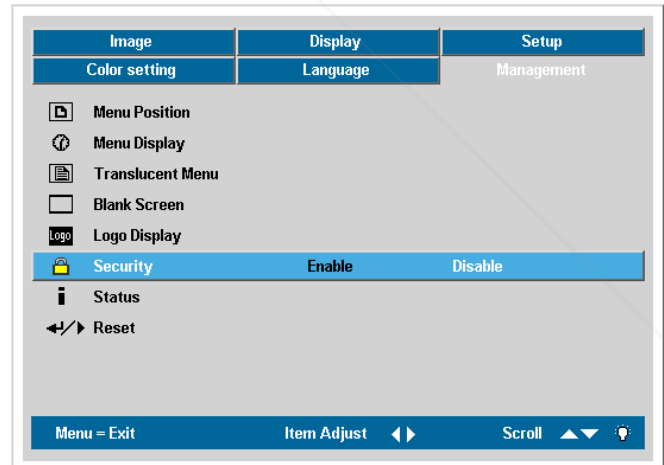 Image Display Setup
Color setting Language Management
Menu Position
Menu Display
Translucent Menu
Blank Screen
Logo Logo Display
Security Enable Disable
i Status
Reset
Menu = Exit Item Adjust Scroll